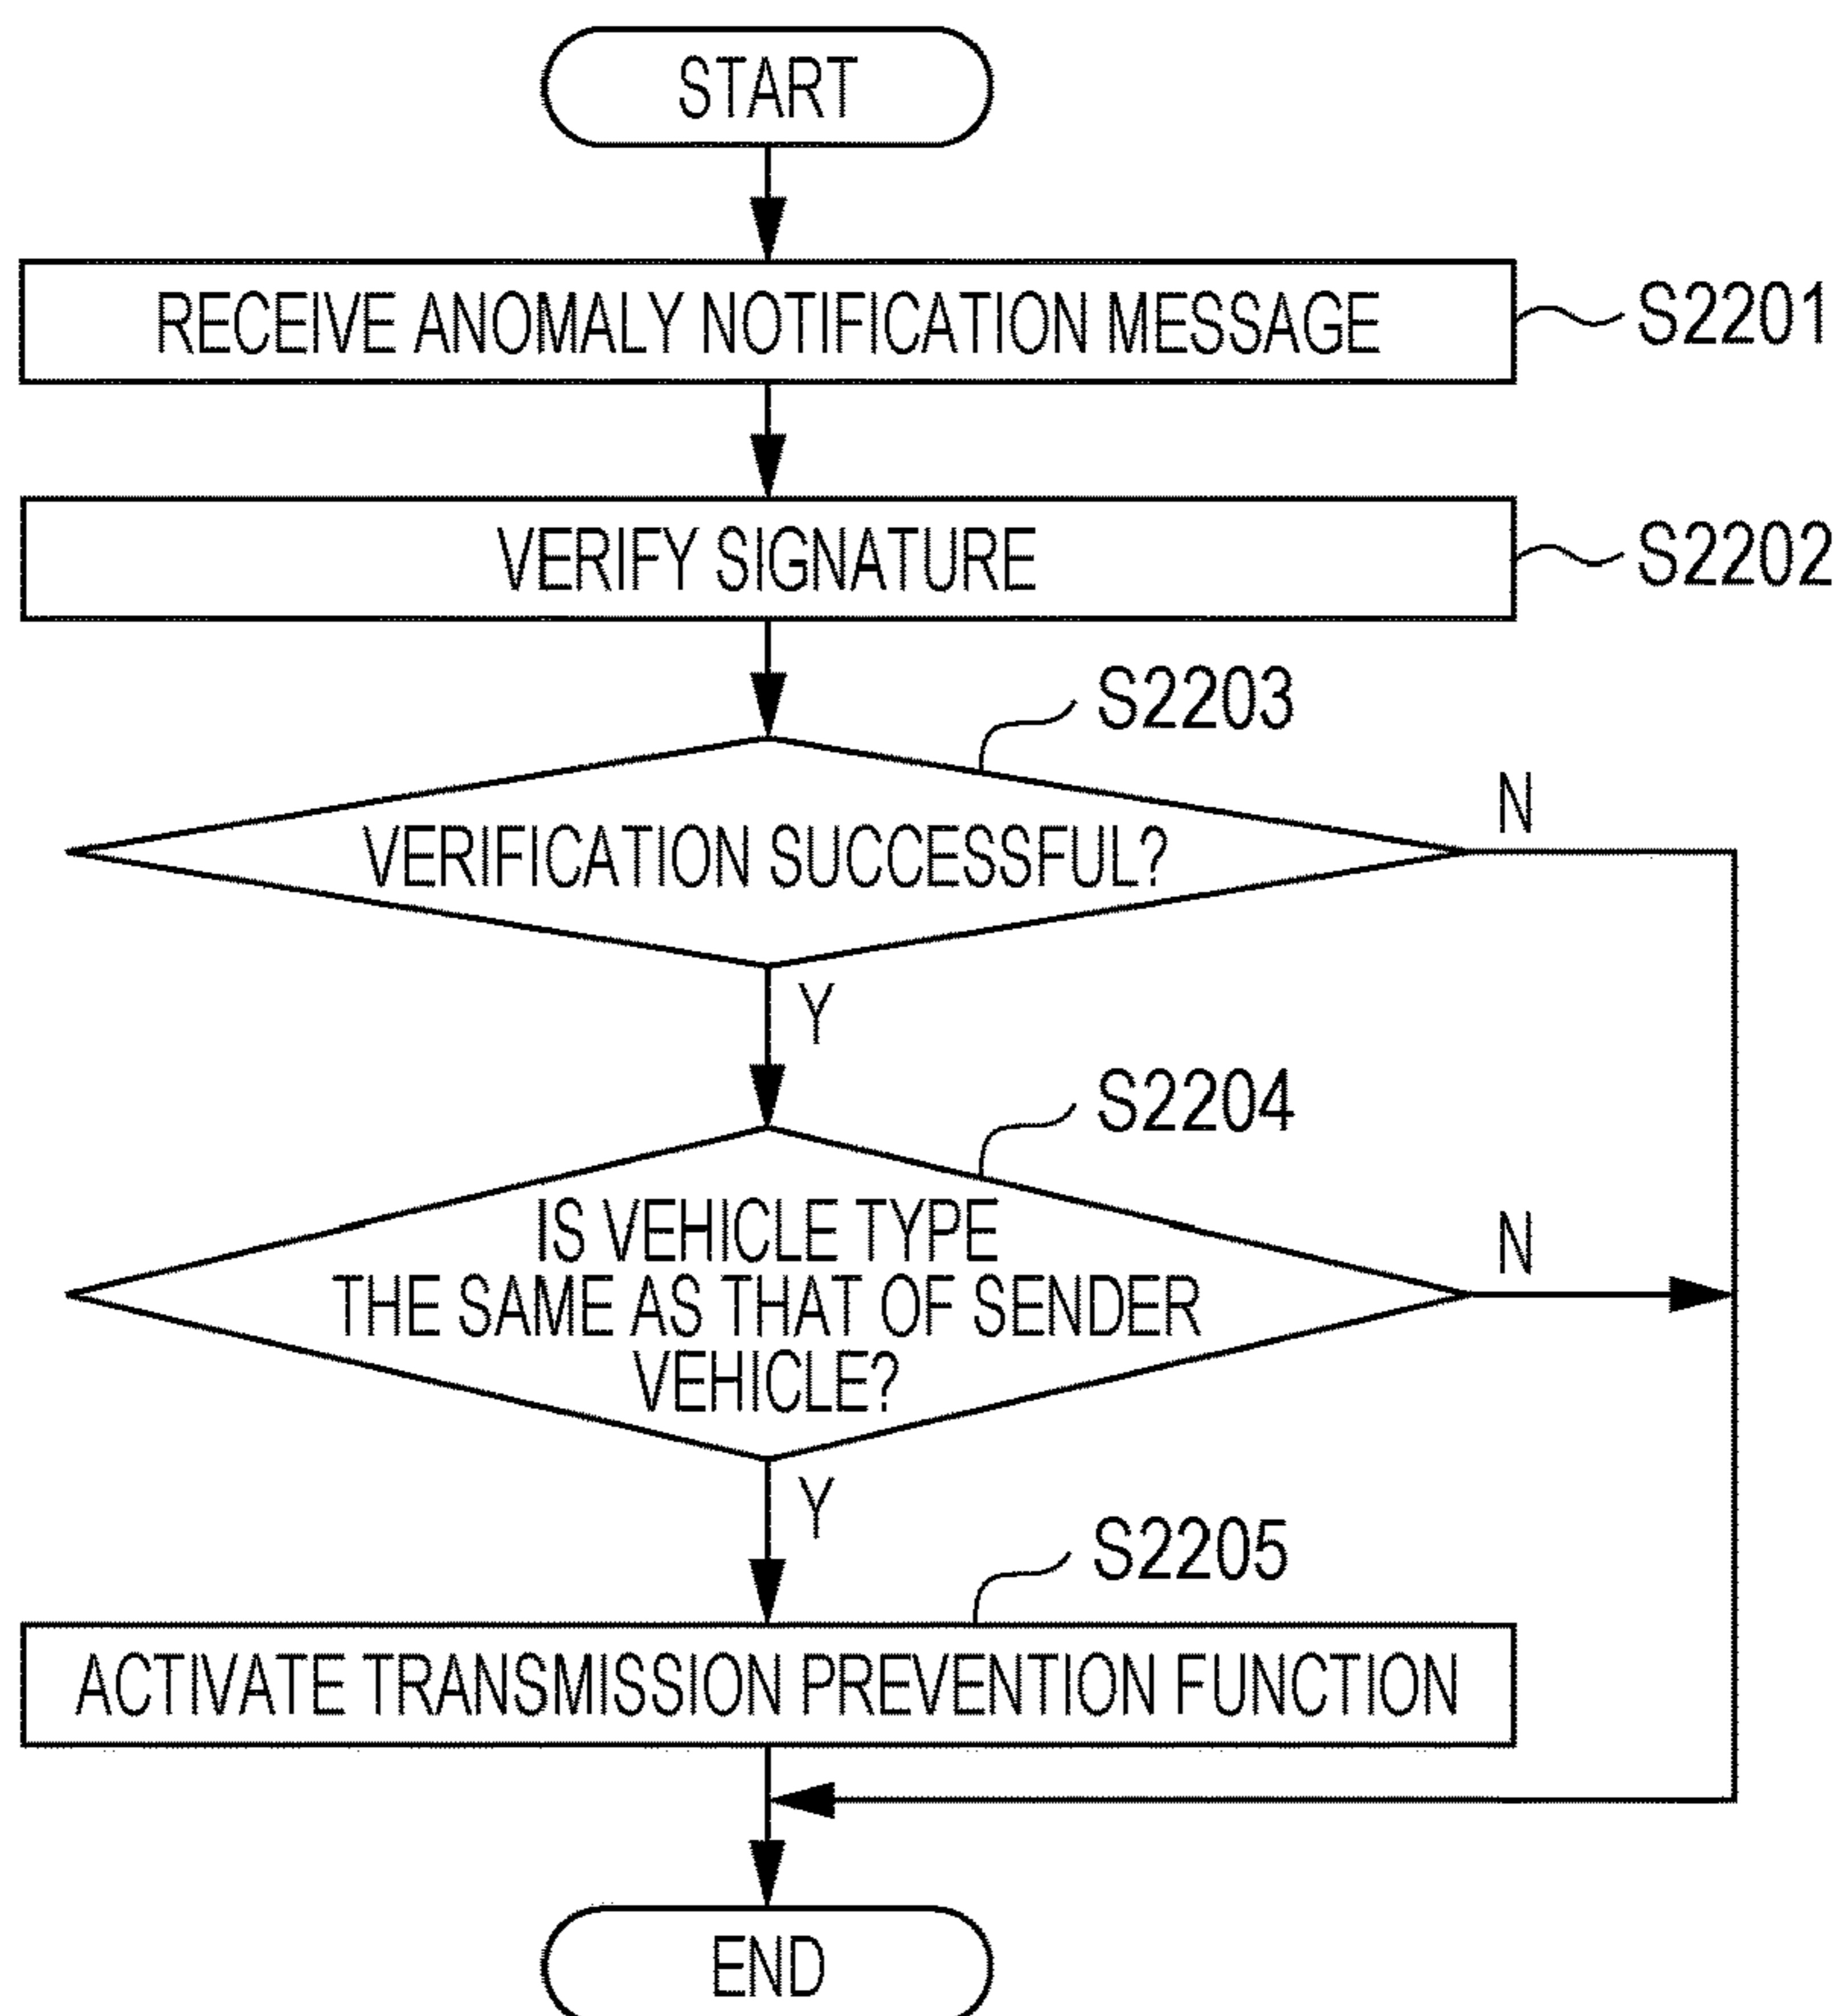 START
RECEIVE ANOMALY NOTIFICATION MESSAGE
S2201
VERIFY SIGNATURE
S2202
S2203
VERIFICATION SUCCESSFUL?
N
Y
S2204
IS VEHICLE TYPE
THE SAME AS THAT OF SENDER
VEHICLE?
N
Y
S2205
ACTIVATE TRANSMISSION PREVENTION FUNCTION
END